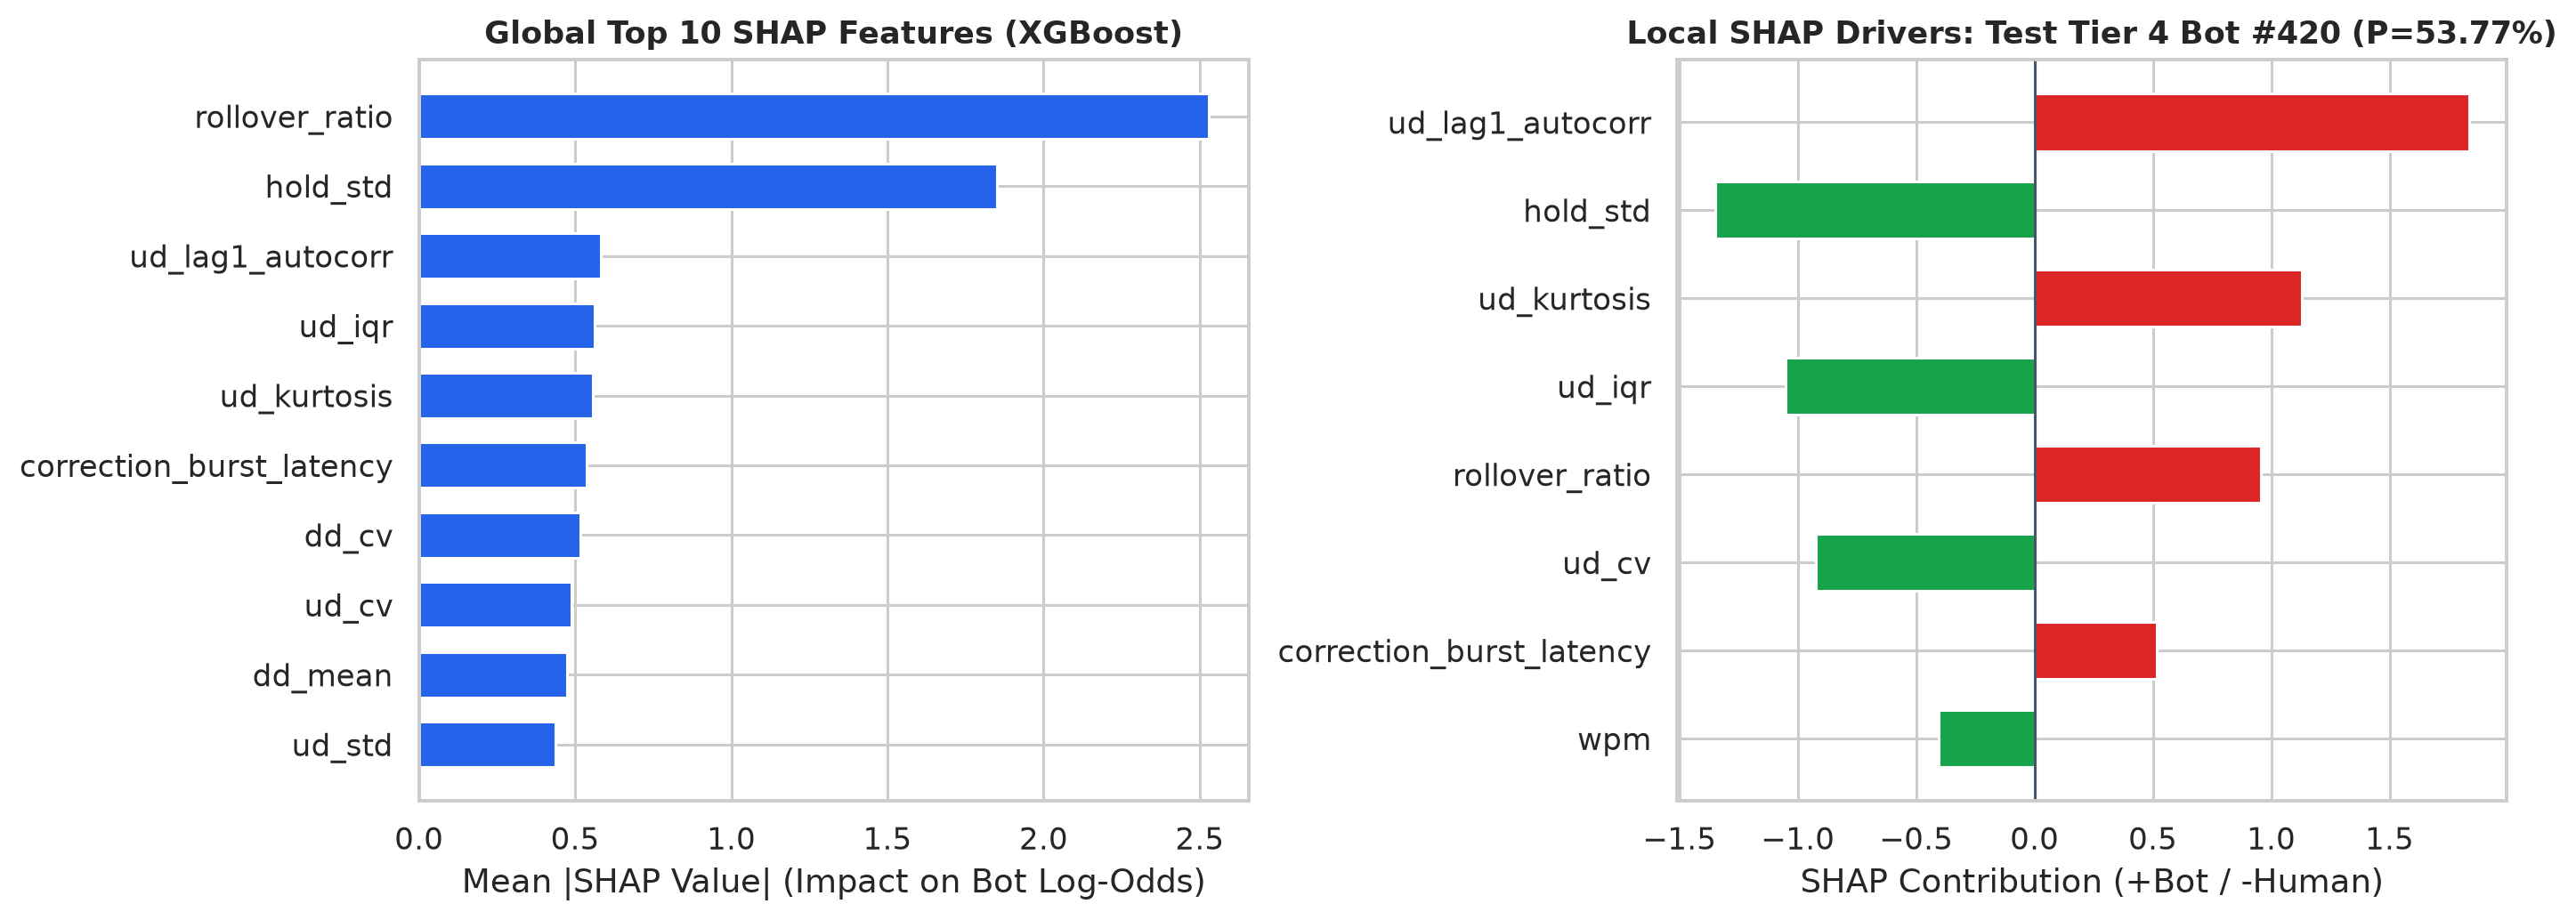 Global Top 10 SHAP Features (XGBoost)
rollover_ratio
hold_std
ud_lag1_autocorr
ud_iqr
ud_kurtosis
correction_burst_latency
dd_cv
ud_cv
dd_mean
ud_std
0.0 0.5 1.0 1.5 2.0 2.5
Mean |SHAP Value| (Impact on Bot Log-Odds)
Local SHAP Drivers: Test Tier 4 Bot #420 (P=53.77%)
ud_lag1_autocorr
hold_std
ud_kurtosis
ud_iqr
rollover_ratio
ud_cv
correction_burst_latency
wpm
−1.5 −1.0 −0.5 0.0 0.5 1.0 1.5
SHAP Contribution (+Bot / -Human)